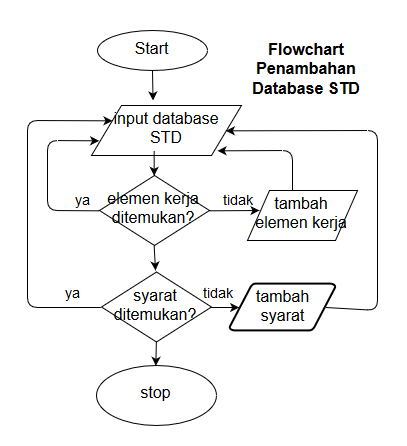 Start
Flowchart
Penambahan
Database STD
input database
STD
ya
elemen kerja
ditemukan?
tidak
tambah
elemen kerja
ya
syarat
ditemukan?
tidak
tambah
syarat
stop